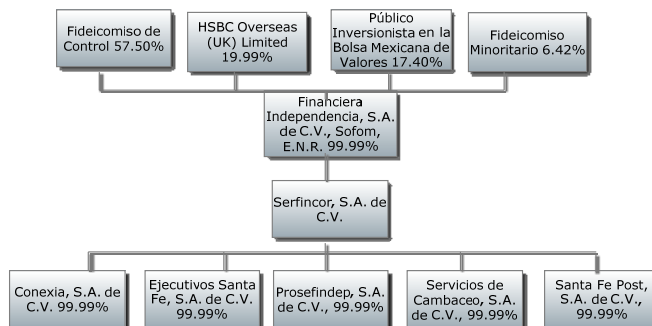 Fideicomiso de
Control 57.50%
HSBC Overseas
(UK) Limited
19.99%
Público
Inversionista en la
Bolsa Mexicana de
Valores 17.40%
Fideicomiso
Minoritario 6.42%
Financiera
Independencia, S.A.
de C.V., Sofom,
E.N.R. 99.99%
Serfincor, S.A. de
C.V.
Conexia, S.A. de
C.V. 99.99%
Ejecutivos Santa
Fe, S.A. de C.V.
99.99%
Prosefindep, S.A.
de C.V., 99.99%
Servicios de
Cambaceo, S.A.
de C.V., 99.99%
Santa Fe Post,
S.A. de C.V.,
99.99%